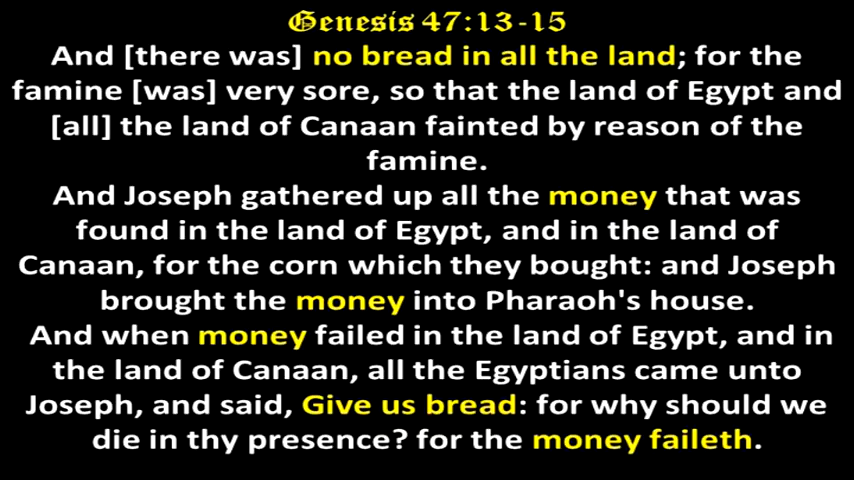 Genesis 47:13-15
And [there was] no bread in all the land; for the
famine [was] very sore, so that the land of Egypt and
[all] the land of Canaan fainted by reason of the
famine.
And Joseph gathered up all the money that was
found in the land of Egypt, and in the land of
Canaan, for the corn which they bought: and Joseph
brought the money into Pharaoh's house.
And when money failed in the land of Egypt, and in
the land of Canaan, all the Egyptians came unto
Joseph, and said, Give us bread: for why should we
die in thy presence? for the money faileth.